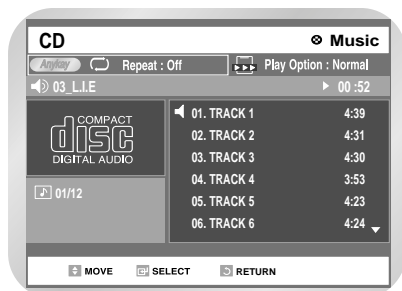 CD
Music
Anykey Repeat : Off
Play Option : Normal
03_L.I.E
00 :52
COMPACT
disc
DIGITAL AUDIO
01/12
01. TRACK 1 4:39
02. TRACK 2 4:31
03. TRACK 3 4:30
04. TRACK 4 3:53
05. TRACK 5 4:23
06. TRACK 6 4:24
MOVE SELECT RETURN